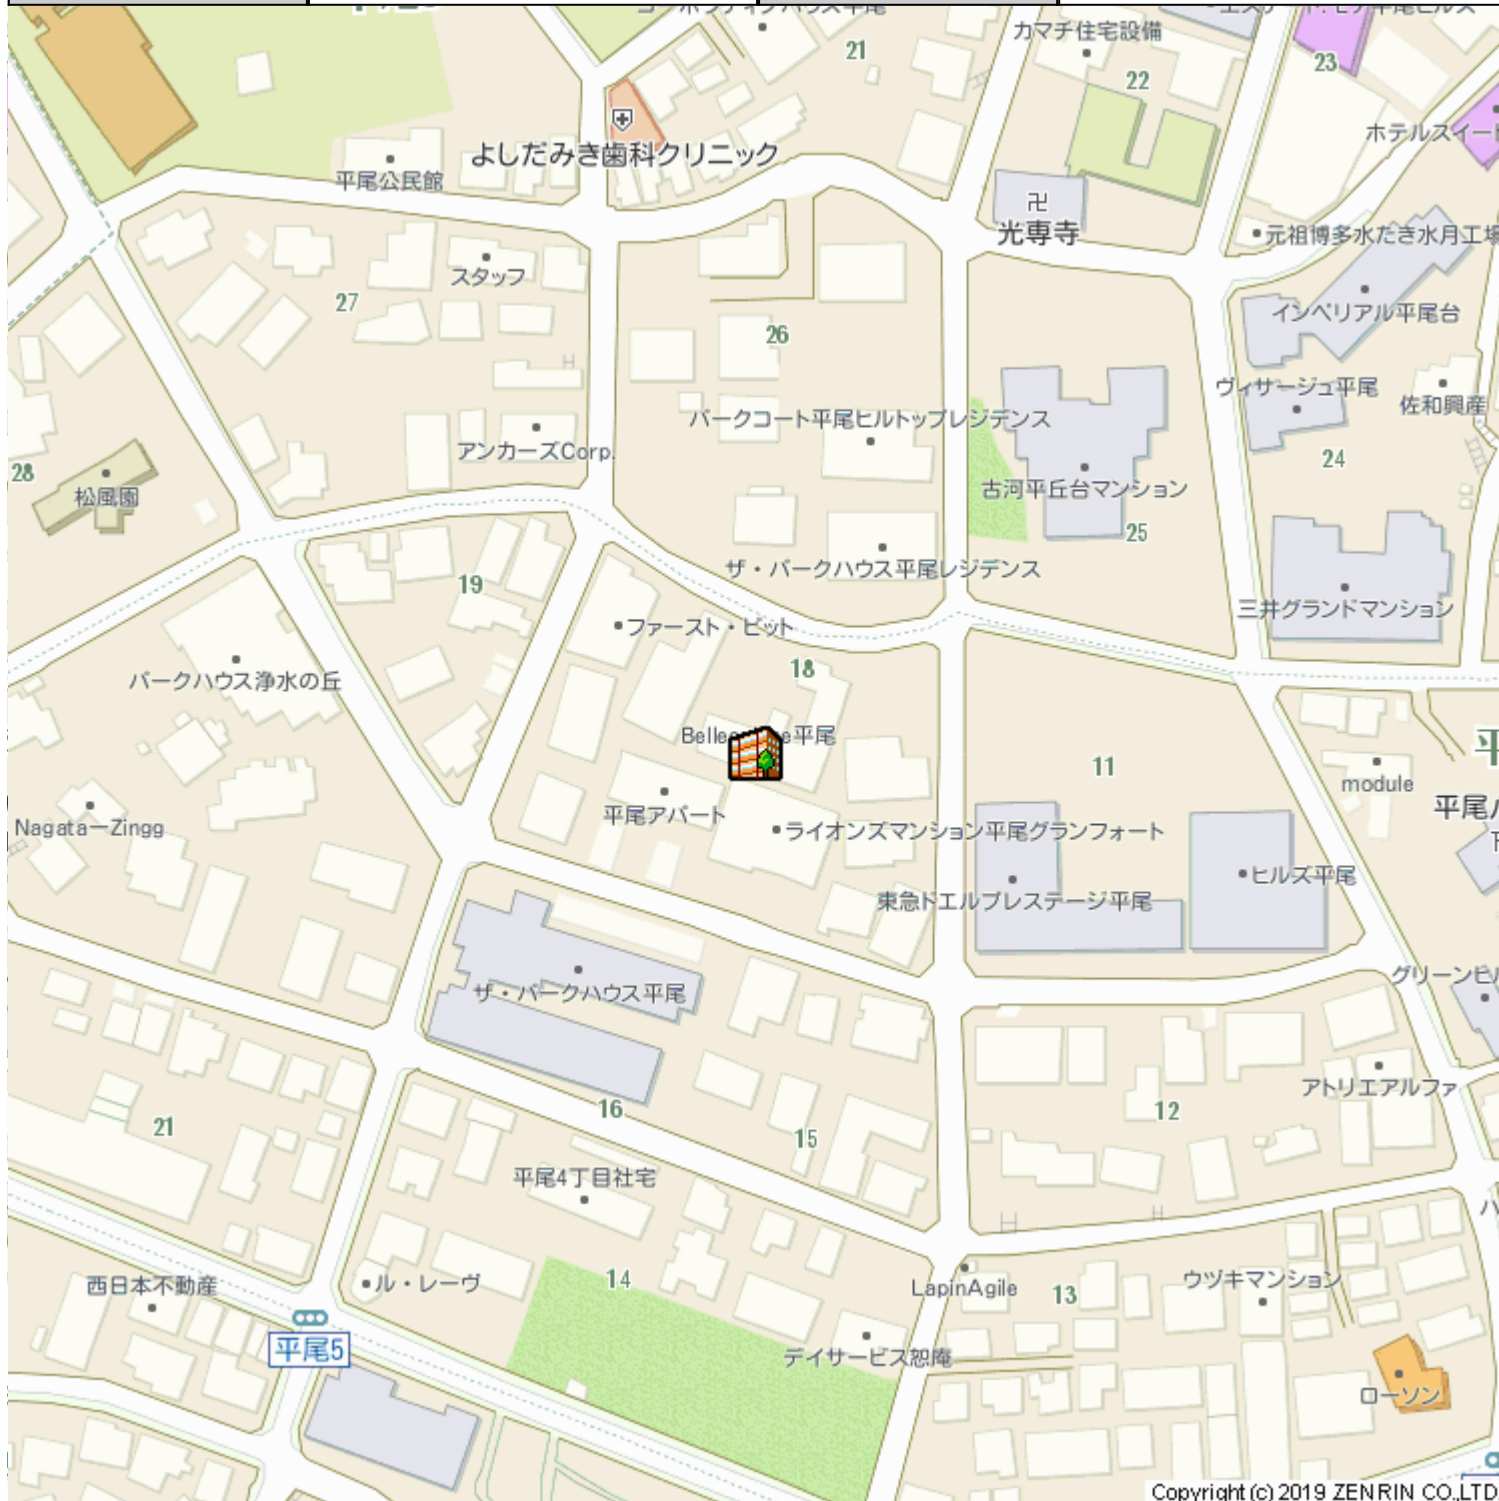 21
カマチ住宅設備
22
23
よしだみき歯科クリニック
平尾公民館
卍
光専寺
元祖博多水だき水月工場
スタッフ
27
インペリアル平尾台
26
ヴィサージュ平尾
佐和興産
パークコート平尾ヒルトップレジデンス
アンカーズCorp.
24
28
松風園
古河平丘台マンション
25
ザ・パークハウス平尾レジデンス
19
三井グランドマンション
ファースト・ビット
18
パークハウス浄水の丘
平尾
11
module
平尾アパート
Nagata－Zingg
ライオンズマンション平尾グランフォート
ヒルズ平尾
東急ドエルプレステージ平尾
ザ・パークハウス平尾
アトリエアルファ
16
12
21
15
平尾4丁目社宅
14
西日本不動産
ル・レーヴ
LapinAgile
13
ウヅキマンション
平尾5
デイサービス恕庵
ローソン
Copyright (c) 2019 ZENRIN CO.,LTD